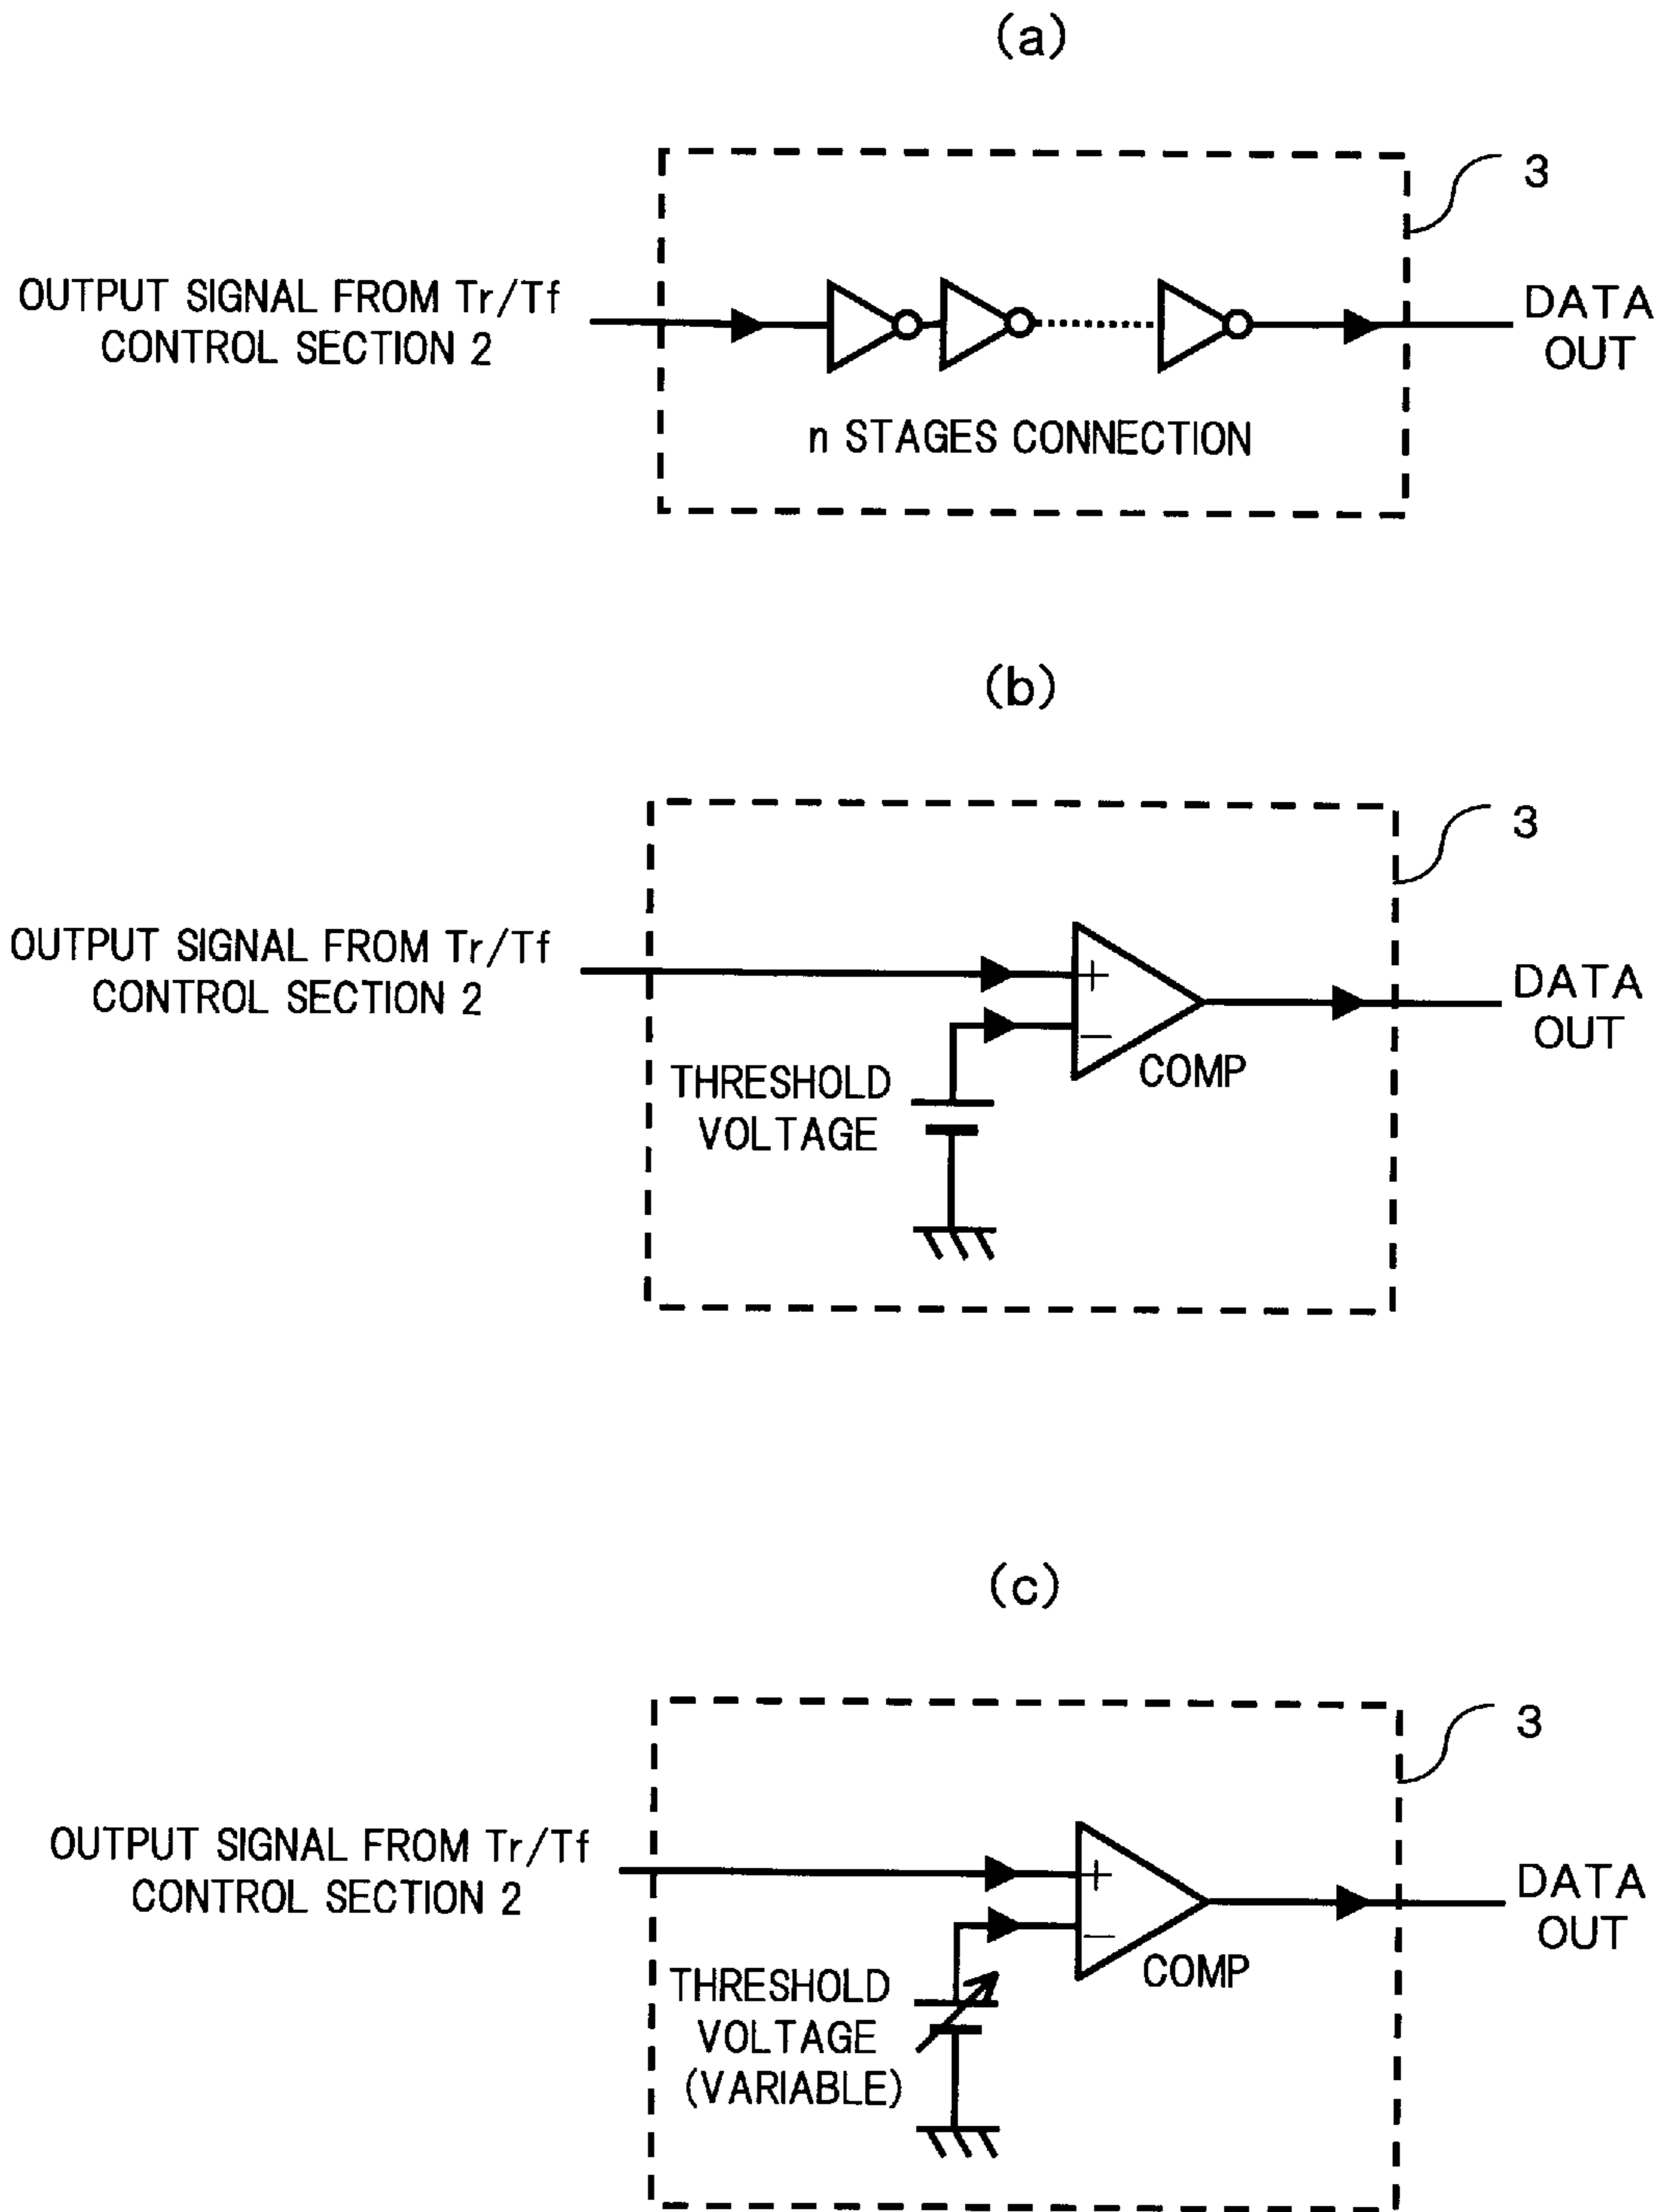 (a)
3
OUTPUT SIGNAL FROM Tr/Tf
CONTROL SECTION 2
DATA
OUT
n STAGES CONNECTION
(b)
3
OUTPUT SIGNAL FROM Tr/Tf
CONTROL SECTION 2
+
−
DATA
OUT
COMP
THRESHOLD
VOLTAGE
(c)
3
OUTPUT SIGNAL FROM Tr/Tf
CONTROL SECTION 2
+
−
DATA
OUT
COMP
THRESHOLD
VOLTAGE
(VARIABLE)